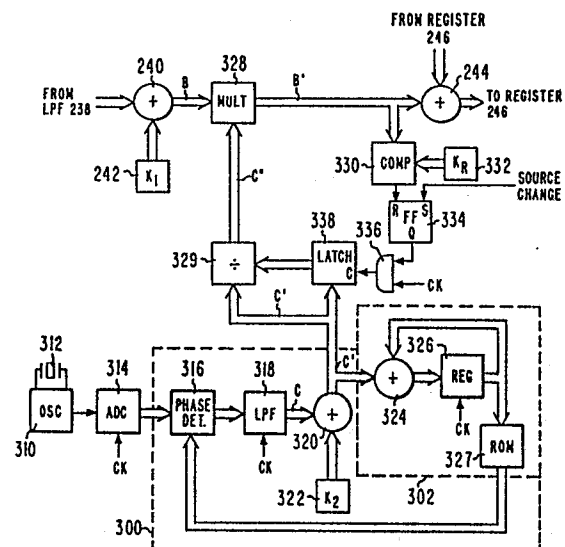 FROM REGISTER
246
240
328
244
FROM
LPF 238
+
B
MULT
B'
+
TO REGISTER
246
242
K1
330
COMP
KR
332
SOURCE
CHANGE
C"
338
336
R FF S
Q
334
329
÷
LATCH
C
CK
C'
312
314
316
318
C
C'
326
OSC
ADC
PHASE
DET.
LPF
+
320
+
324
REG
310
CK
CK
CK
ROM
327
322
K2
302
300